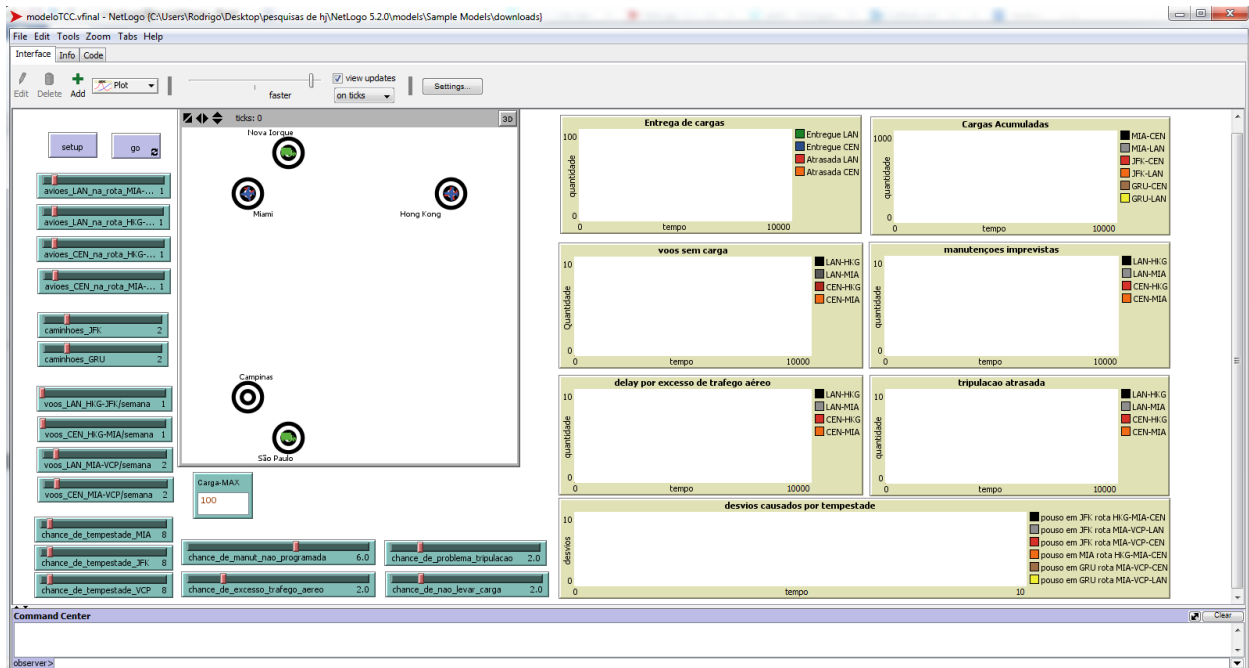 modeloTCC.vfinal - NetLogo {C:\Users\Rodrigo\Desktop\pesquisas de hj\NetLogo 5.2.0\models\Sample Models\downloads}
File Edit Tools Zoom Tabs Help
Interface Info Code
Edit Delete Add Plot faster view updates on ticks Settings...
ticks: 0 3D
setup go
avioes_LAN_na_rota_MIA-... 1
avioes_LAN_na_rota_HKG-... 1
avioes_CEN_na_rota_HKG-... 1
avioes_CEN_na_rota_MIA-... 1
caminhoes_JFK 2
caminhoes_GRU 2
voos_LAN_HKG-JFK/semana 1
voos_CEN_HKG-MIA/semana 1
voos_LAN_MIA-VCP/semana 2
voos_CEN_MIA-VCP/semana 2
chance_de_tempestade_MIA 8
chance_de_tempestade_JFK 8
chance_de_tempestade_VCP 8
Nova Iorque
Miami
Hong Kong
Campinas
São Paulo
Carga-MAX
100
chance_de_manut_nao_programada 6.0
chance_de_problema_tripulacao 2.0
chance_de_excesso_trafego_aereo 2.0
chance_de_nao_levar_carga 2.0
Entrega de cargas
100
quantidade
0
0 tempo 10000
Entregue LAN
Entregue CEN
Atrasada LAN
Atrasada CEN
Cargas Acumuladas
1000
quantidade
0
0 tempo 10000
MIA-CEN
MIA-LAN
JFK-CEN
JFK-LAN
GRU-CEN
GRU-LAN
voos sem carga
10
Quantidade
0
0 tempo 10000
LAN-HKG
LAN-MIA
CEN-HKG
CEN-MIA
manutençoes imprevistas
10
quantidade
0
0 tempo 10000
LAN-HKG
LAN-MIA
CEN-HKG
CEN-MIA
delay por excesso de trafego aéreo
10
quantidade
0
0 tempo 10000
LAN-HKG
LAN-MIA
CEN-HKG
CEN-MIA
tripulacao atrasada
10
quantidade
0
0 tempo 10000
LAN-HKG
LAN-MIA
CEN-HKG
CEN-MIA
desvios causados por tempestade
10
desvios
0
0 tempo 10
pouso em JFK rota HKG-MIA-CEN
pouso em JFK rota MIA-VCP-LAN
pouso em JFK rota MIA-VCP-CEN
pouso em MIA rota HKG-MIA-CEN
pouso em GRU rota MIA-VCP-CEN
pouso em GRU rota MIA-VCP-LAN
Command Center Clear
observer>